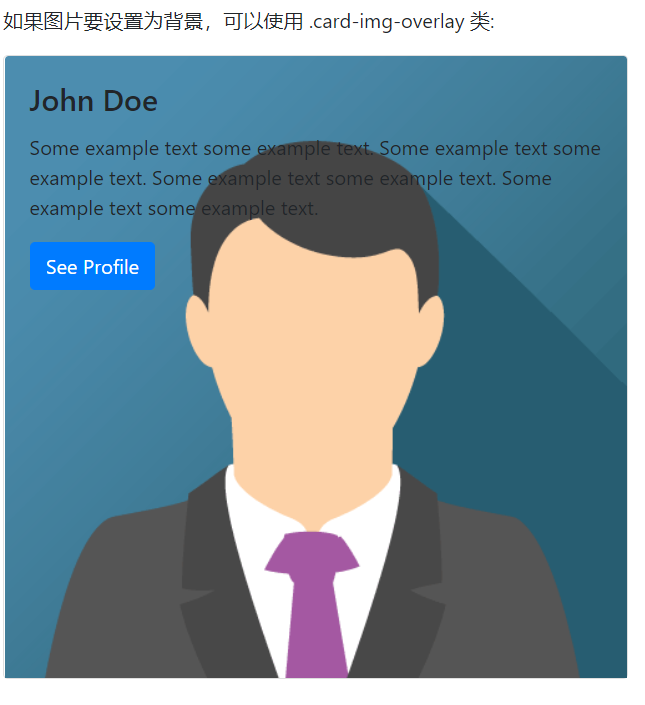 如果图片要设置为背景，可以使用 .card-img-overlay 类:
John Doe
Some example text some example text. Some example text some
example text. Some example text some example text. Some
example text some example text.
See Profile